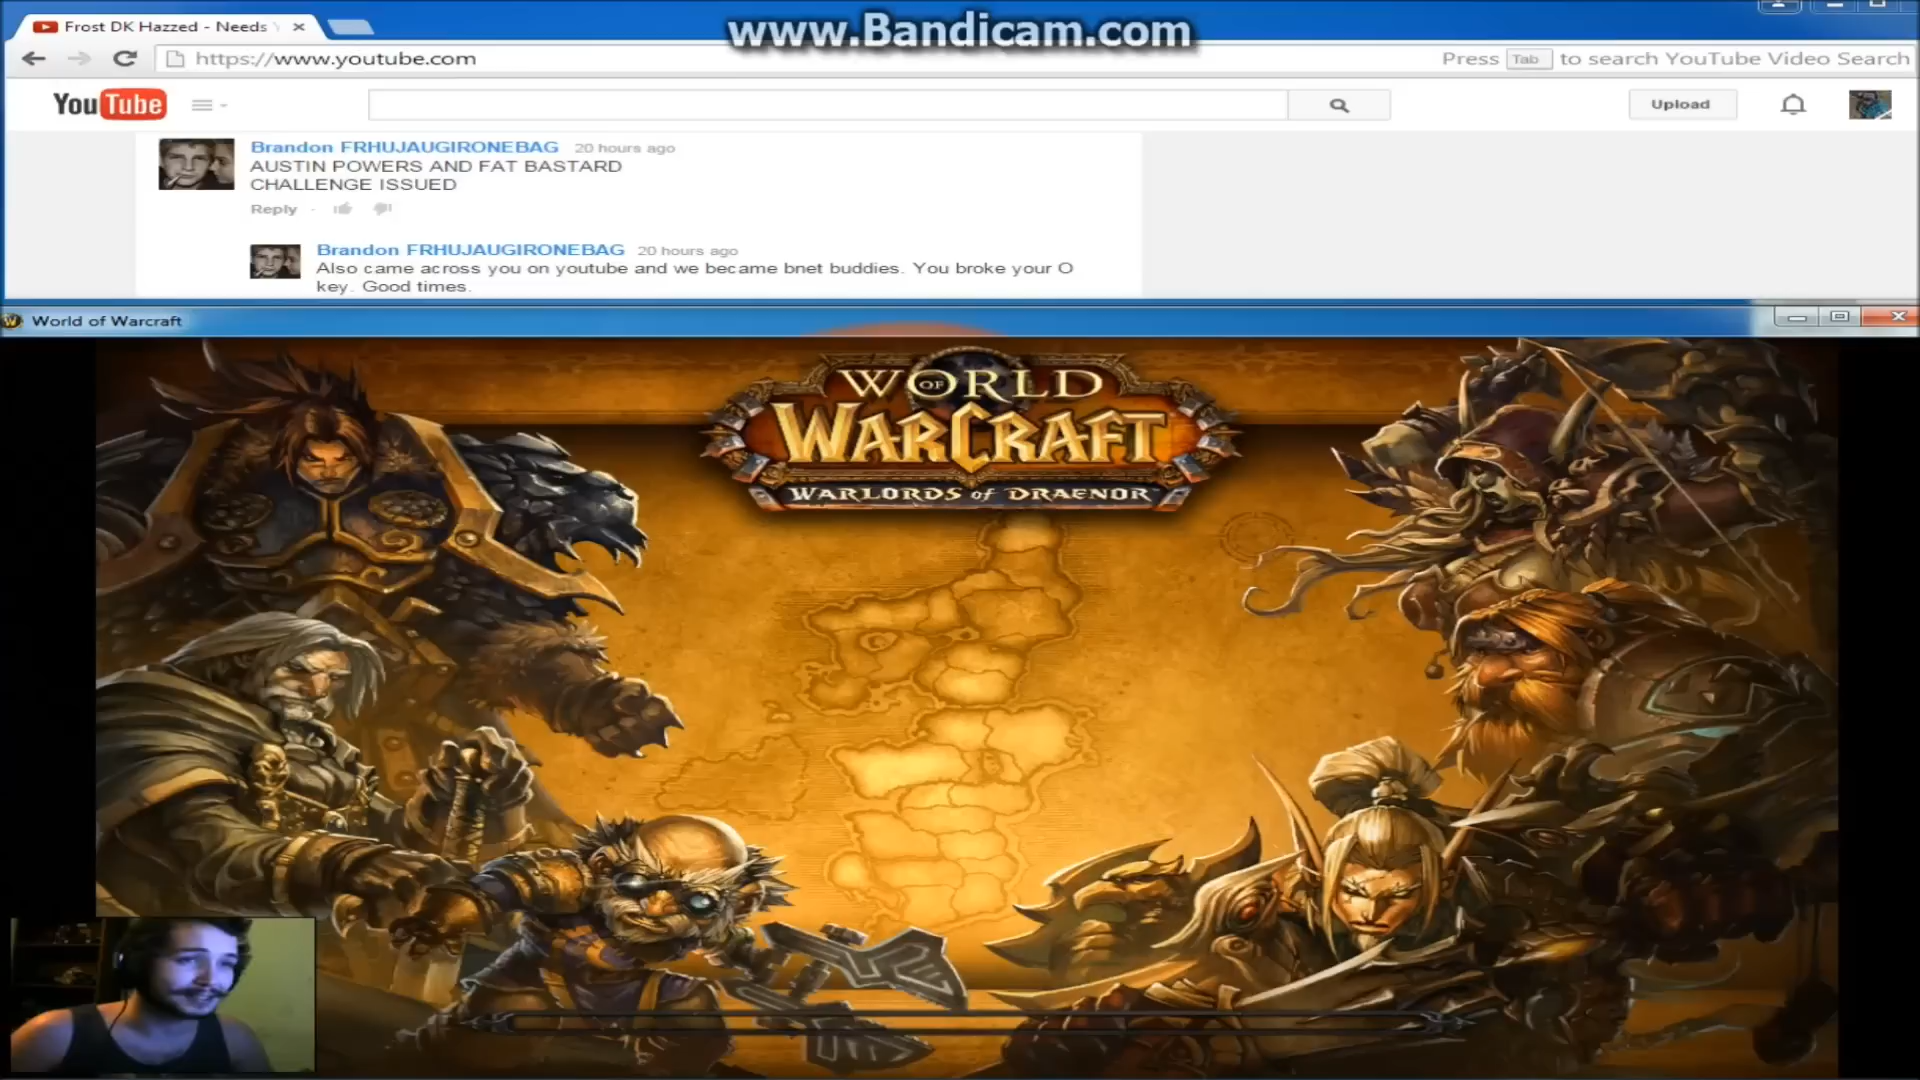 Frost DK Hazzed - Needs
www.Bandicam.com
https://www.youtube.com
Press Tab to search YouTube Video Search
YouTube
Upload
Brandon FRHUJAUGIRONEBAG 20 hours ago
AUSTIN POWERS AND FAT BASTARD
CHALLENGE ISSUED
Reply
Brandon FRHUJAUGIRONEBAG 20 hours ago
Also came across you on youtube and we became bnet buddies. You broke your O
key. Good times.
World of Warcraft
WORLD
OF
WARCRAFT
WARLORDS OF DRAENOR